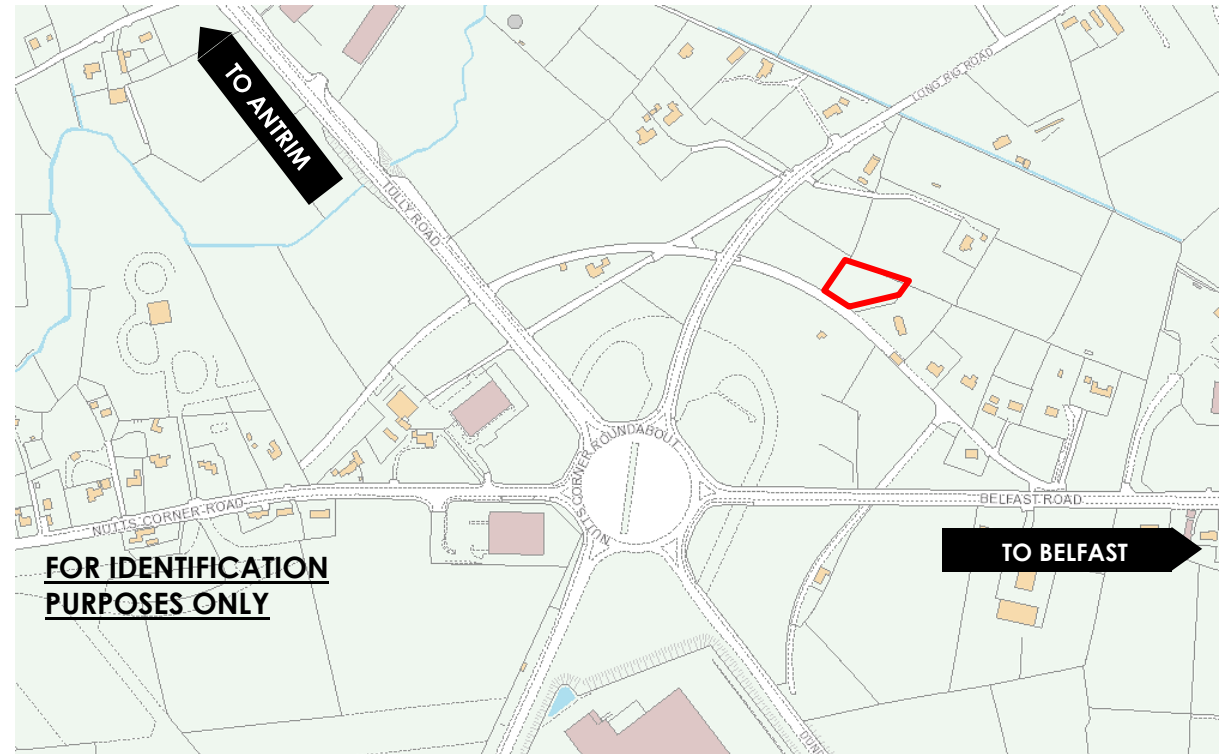 TO ANTRIM
LONG RIG ROAD
TULLY ROAD
NUTTS CORNER ROUNDABOUT
BELFAST ROAD
NUTTS CORNER ROAD
TO BELFAST
FOR IDENTIFICATION
PURPOSES ONLY